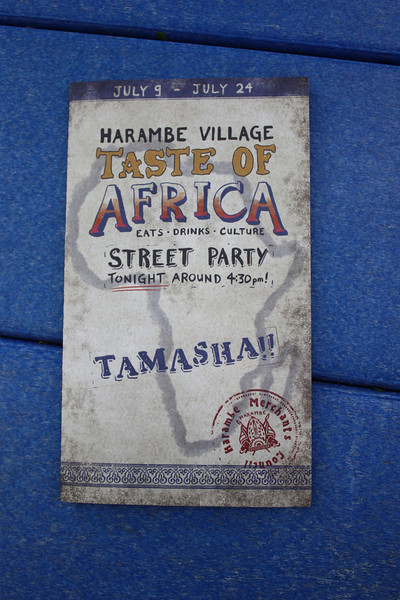 JULY 9 - JULY 24
HARAMBE VILLAGE
TASTE OF
AFRICA
EATS · DRINKS · CULTURE
STREET PARTY
TONIGHT AROUND 4:30pm!
TAMASHA!!
Harambe Merchant's Council
HARAMBE